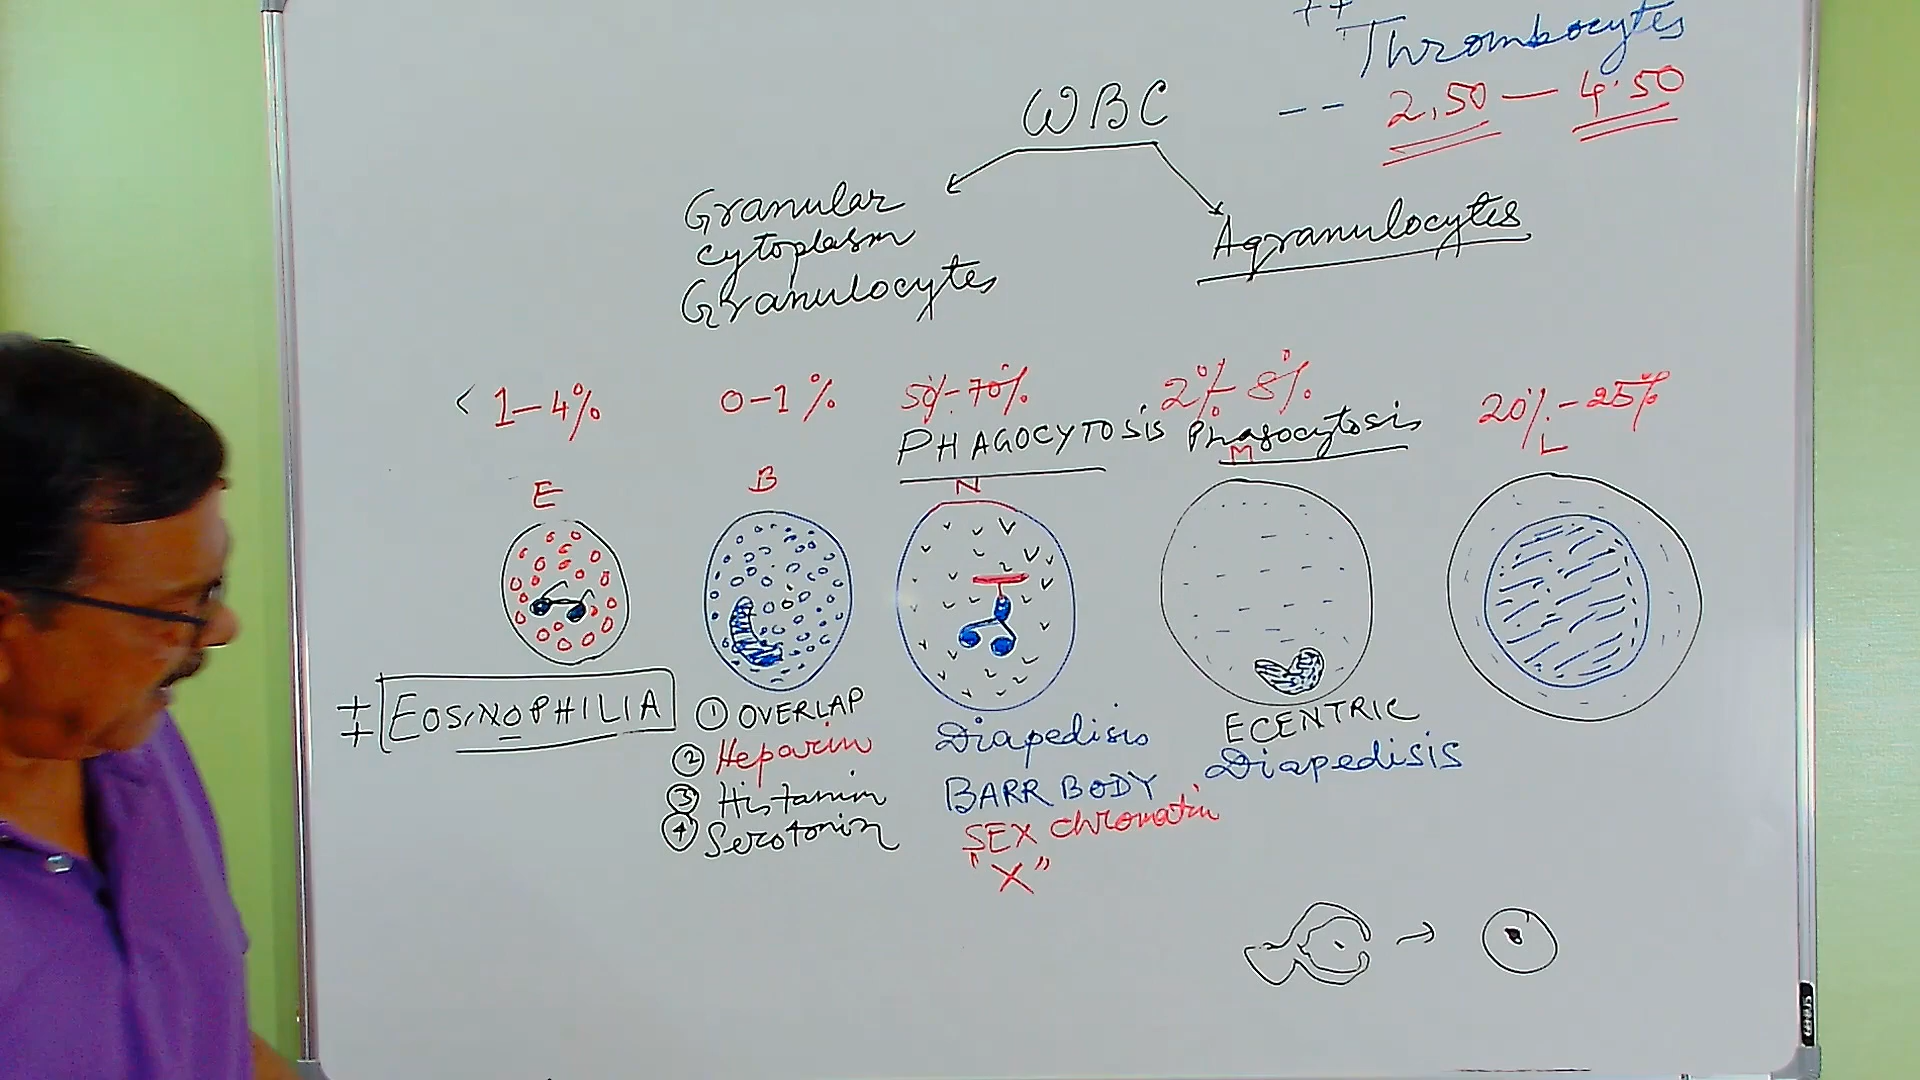 ++
Thrombocytes
-- 2.50 — 4.50
WBC
Granular
cytoplasm
Granulocytes
Agranulocytes
< 1-4%
0-1%
50%-70%
2%-8%
20%-25%
PHAGOCYTOSIS
Phagocytosis
E
B
N
M
L
++ EOSINOPHILIA
① OVERLAP
② Heparin
③ Histamin
④ Serotonin
Diapedisis
BARR BODY
SEX chromatin
"X"
ECENTRIC
Diapedisis